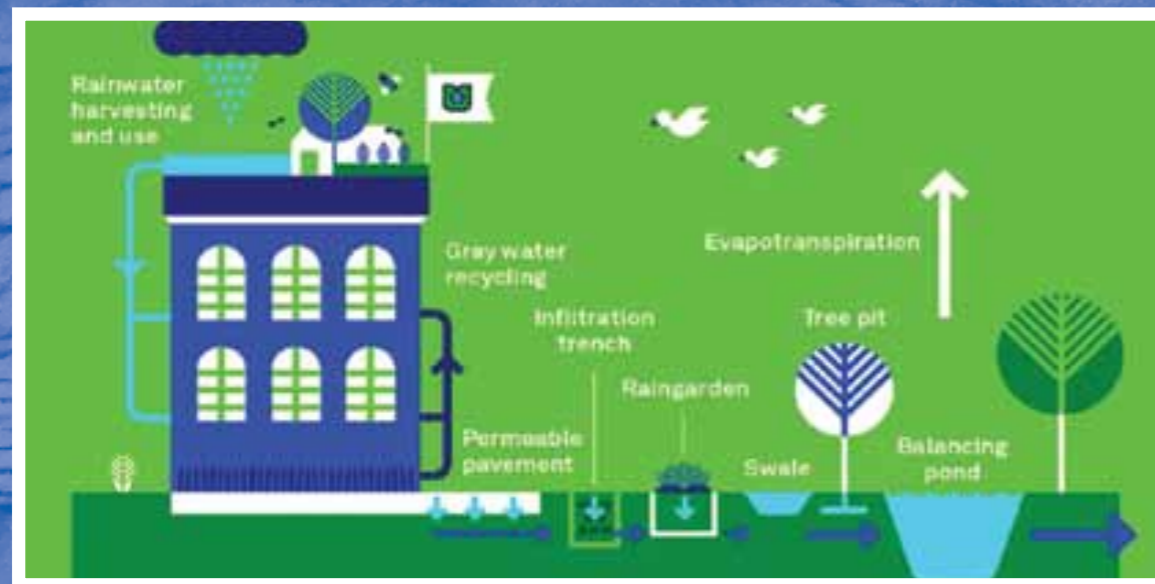 Rainwater
harvesting
and use
Gray water
recycling
Evapotranspiration
Infiltration
trench
Tree pit
Raingarden
Permeable
pavement
Swale
Balancing
pond